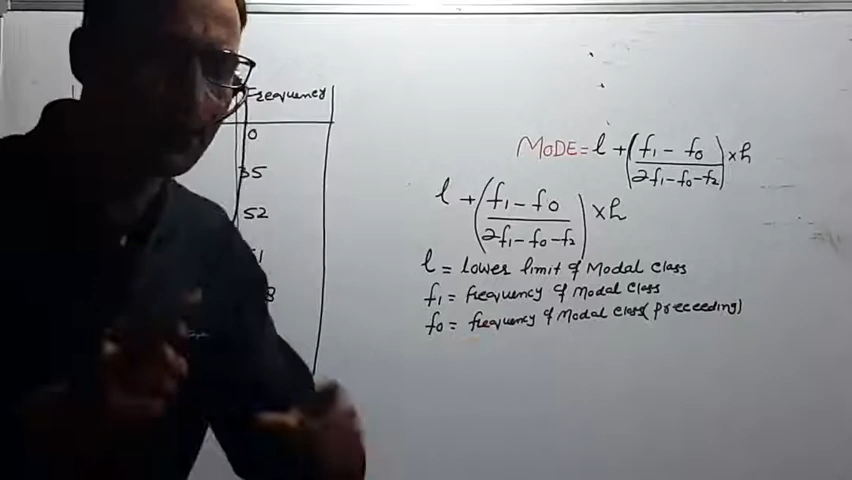 Frequency
0
35
52
MODE = l + (f₁ - f₀ / 2f₁ - f₀ - f₂) × h
l + (f₁ - f₀ / 2f₁ - f₀ - f₂) × h
l = lower limit of Modal class
f₁ = frequency of Modal class
f₀ = frequency of Modal class (preceeding)